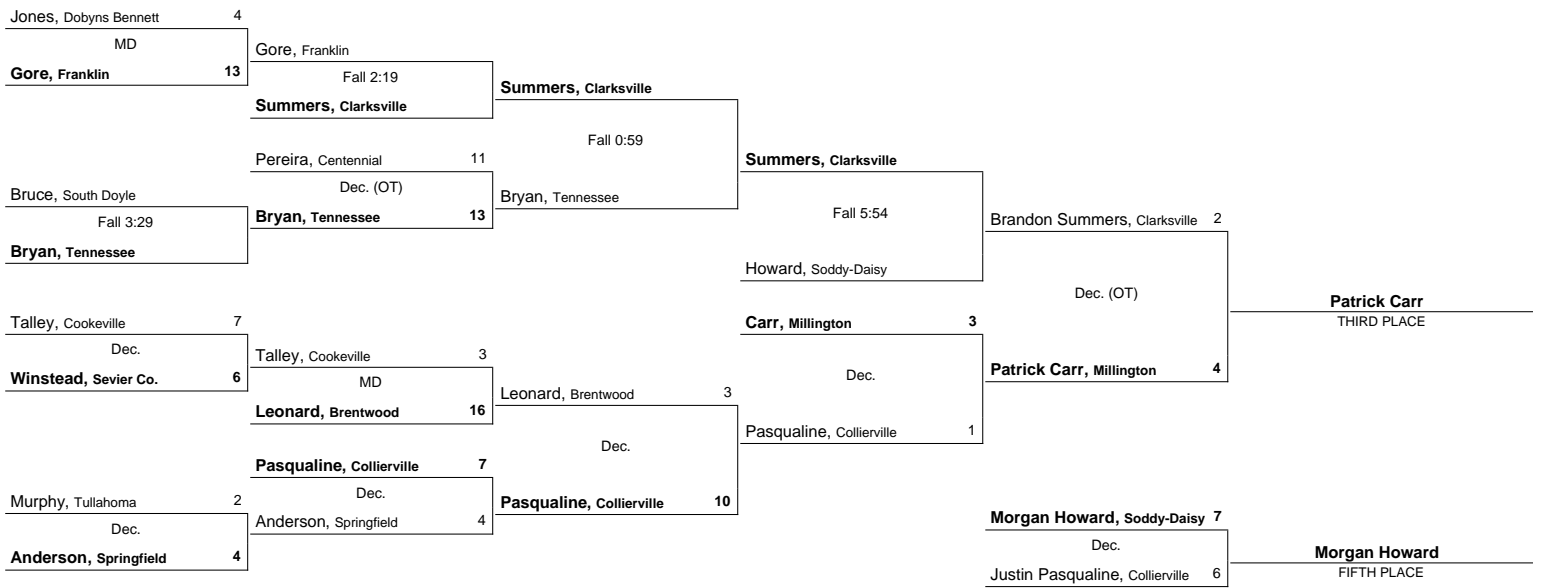 Jones, Dobyns Bennett 4
MD
Gore, Franklin 13
Bruce, South Doyle
Fall 3:29
Bryan, Tennessee
Talley, Cookeville 7
Dec.
Winstead, Sevier Co. 6
Murphy, Tullahoma 2
Dec.
Anderson, Springfield 4
Gore, Franklin
Fall 2:19
Summers, Clarksville
Pereira, Centennial 11
Dec. (OT)
Bryan, Tennessee 13
Talley, Cookeville 3
MD
Leonard, Brentwood 16
Pasqualine, Collierville 7
Dec.
Anderson, Springfield 4
Summers, Clarksville
Fall 0:59
Bryan, Tennessee
Leonard, Brentwood 3
Dec.
Pasqualine, Collierville 10
Summers, Clarksville
Fall 5:54
Howard, Soddy-Daisy
Carr, Millington 3
Dec.
Pasqualine, Collierville 1
Brandon Summers, Clarksville 2
Dec. (OT)
Patrick Carr, Millington 4
Patrick Carr
THIRD PLACE
Morgan Howard, Soddy-Daisy 7
Dec.
Justin Pasqualine, Collierville 6
Morgan Howard
FIFTH PLACE